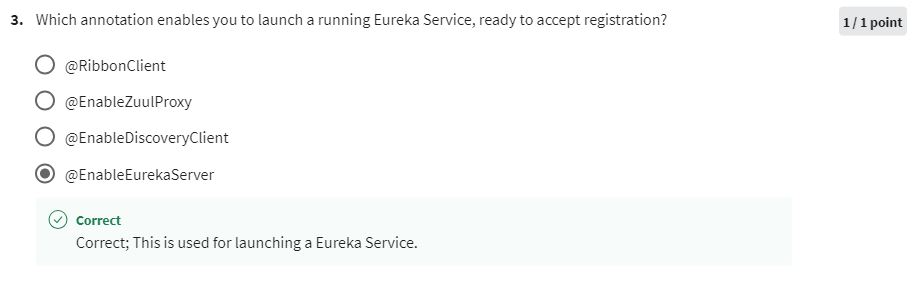 3. Which annotation enables you to launch a running Eureka Service, ready to accept registration?
1 / 1 point
@RibbonClient
@EnableZuulProxy
@EnableDiscoveryClient
@EnableEurekaServer
Correct
Correct; This is used for launching a Eureka Service.